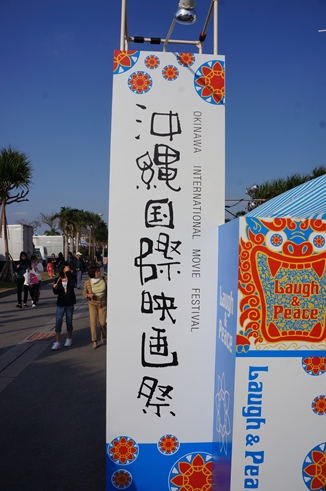 沖縄国際映画祭
OKINAWA INTERNATIONAL MOVIE FESTIVAL
Laugh
&
Peace
Laugh
&
Peace
Laugh & Pea